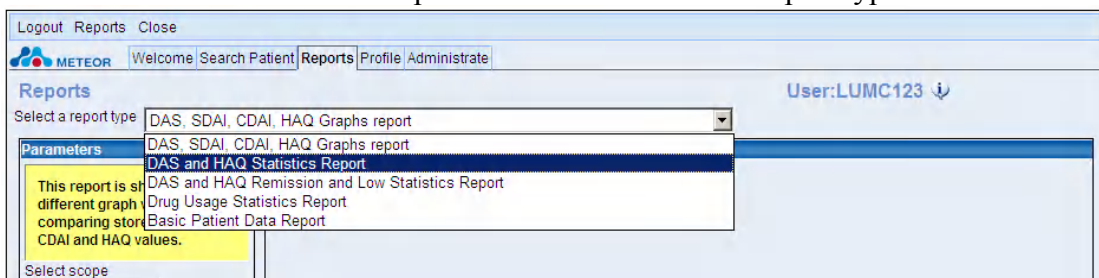 Logout Reports Close
METEOR Welcome Search Patient Reports Profile Administrate
Reports User:LUMC123
Select a report type DAS, SDAI, CDAI, HAQ Graphs report
DAS, SDAI, CDAI, HAQ Graphs report
Parameters
DAS and HAQ Statistics Report
This report is
DAS and HAQ Remission and Low Statistics Report
different graph
Drug Usage Statistics Report
comparing
Basic Patient Data Report
CDAI and HAQ values.
Select scope